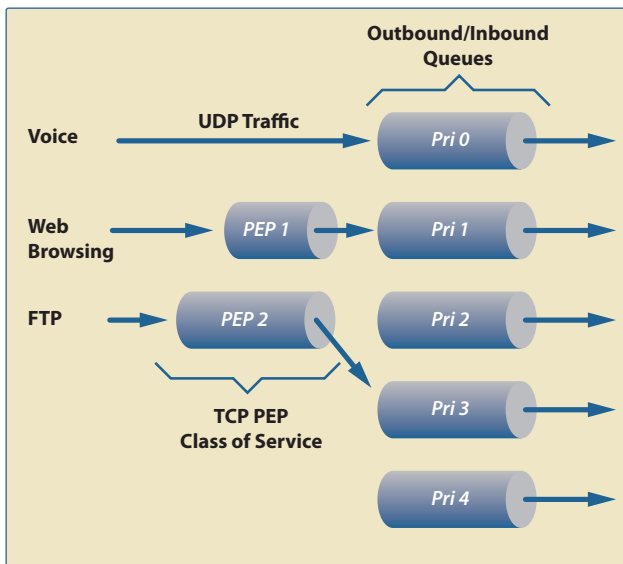 Outbound/Inbound
Queues
Voice
UDP Traffic
Pri 0
Web
Browsing
PEP 1
Pri 1
FTP
PEP 2
Pri 2
TCP PEP
Class of Service
Pri 3
Pri 4